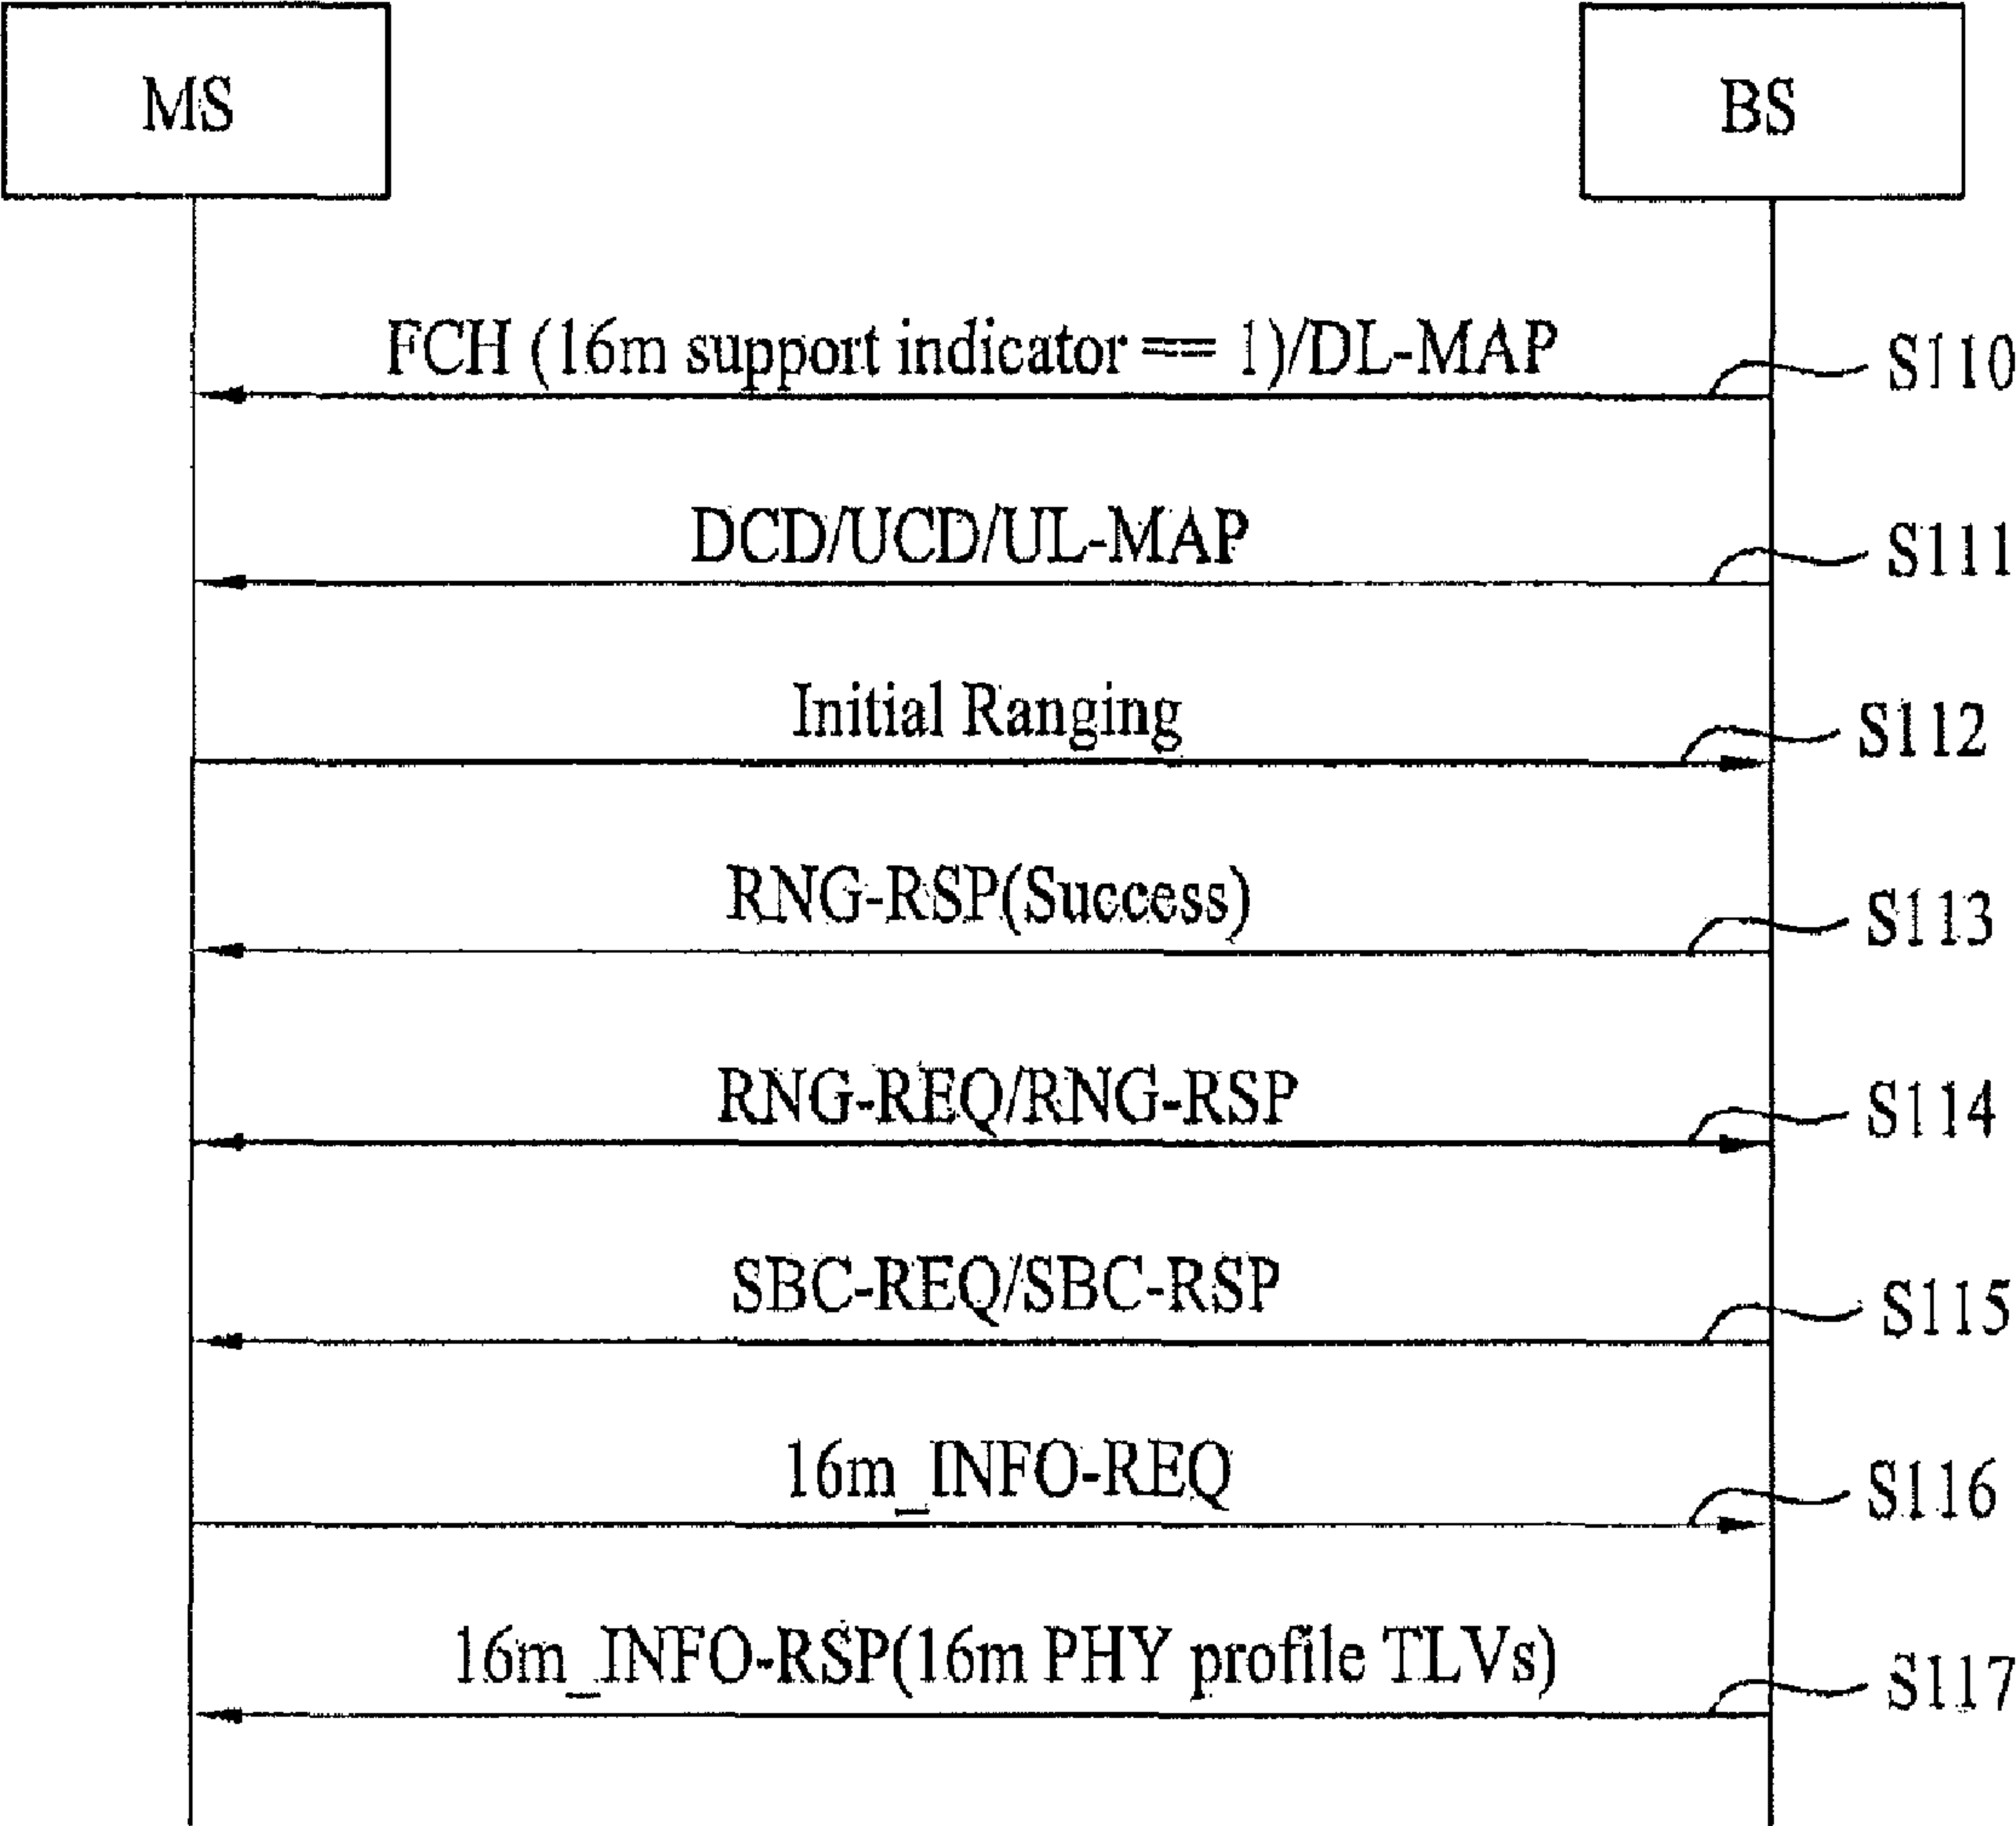 MS
BS
FCH (16m support indicator == 1)/DL-MAP
S110
DCD/UCD/UL-MAP
S111
Initial Ranging
S112
RNG-RSP(Success)
S113
RNG-REQ/RNG-RSP
S114
SBC-REQ/SBC-RSP
S115
16m_INFO-REQ
S116
16m_INFO-RSP(16m PHY profile TLVs)
S117